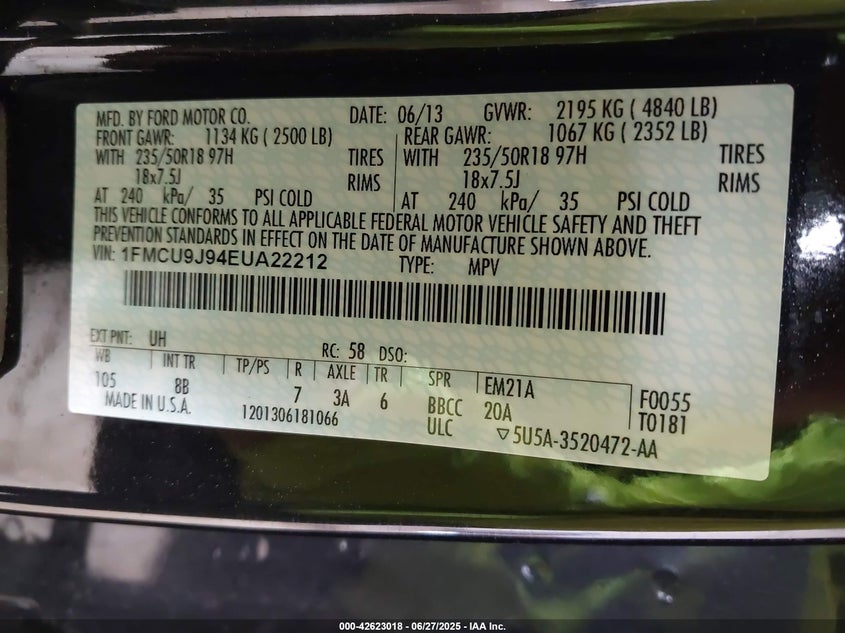 MFD. BY FORD MOTOR CO. DATE: 06/13 GVWR: 2195 KG ( 4840 LB)
FRONT GAWR: 1134 KG ( 2500 LB) REAR GAWR: 1067 KG ( 2352 LB)
WITH 235/50R18 97H TIRES WITH 235/50R18 97H TIRES
18x7.5J RIMS 18x7.5J RIMS
AT 240 kPa/ 35 PSI COLD AT 240 kPa/ 35 PSI COLD
THIS VEHICLE CONFORMS TO ALL APPLICABLE FEDERAL MOTOR VEHICLE SAFETY AND THEFT
PREVENTION STANDARDS IN EFFECT ON THE DATE OF MANUFACTURE SHOWN ABOVE.
VIN: 1FMCU9J94EUA22212 TYPE: MPV
EXT PNT: UH RC: 58 DSO:
WB INT TR TP/PS R AXLE TR SPR EM21A F0055
105 8B 7 3A 6 BBCC 20A T0181
MADE IN U.S.A. 1201306181066 ULC ▽5U5A-3520472-AA
000-42623018 - 06/27/2025 - IAA Inc.